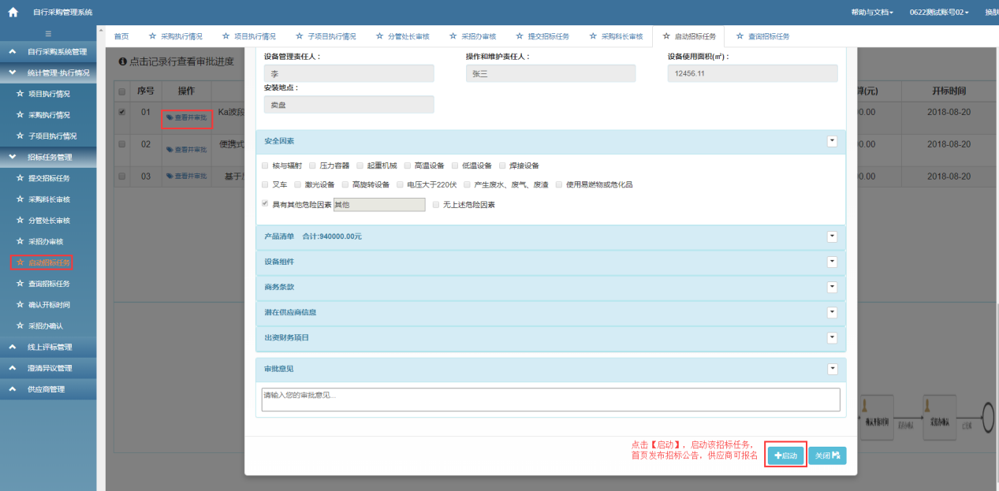 自行采购管理系统
帮助与文档
0622测试账号02
换肤
首页
采购执行情况
项目执行情况
子项目执行情况
分管处长审核
采招办审核
提交招标任务
采购科长审核
启动招标任务
查询招标任务
自行采购系统管理
统计管理-执行情况
项目执行情况
采购执行情况
子项目执行情况
招标任务管理
提交招标任务
采购科长审核
分管处长审核
采招办审核
启动招标任务
查询招标任务
确认开标时间
采招办确认
线上评标管理
澄清异议管理
供应商管理
点击记录行查看审批进度
序号
操作
算(元)
开标时间
01
查看并审批
Ka波段
0.00
2018-08-20
02
查看并审批
便携式
0.00
2018-08-20
03
查看并审批
基于
0.00
2018-08-20
设备管理责任人：
操作和维护责任人：
设备使用面积(㎡)：
李
张三
12456.11
安装地点：
卖盘
安全因素
核与辐射 压力容器 起重机械 高温设备 低温设备 焊接设备
叉车 激光设备 高旋转设备 电压大于220伏 产生废水、废气、废渣 使用易燃物或危化品
具有其他危险因素 其他 无上述危险因素
产品清单 合计:940000.00元
设备组件
商务条款
潜在供应商信息
出资财务项目
审批意见
请输入您的审批意见...
点击【启动】，启动该招标任务，
首页发布招标公告，供应商可报名
启动
关闭
确认开标时间
采招办确认